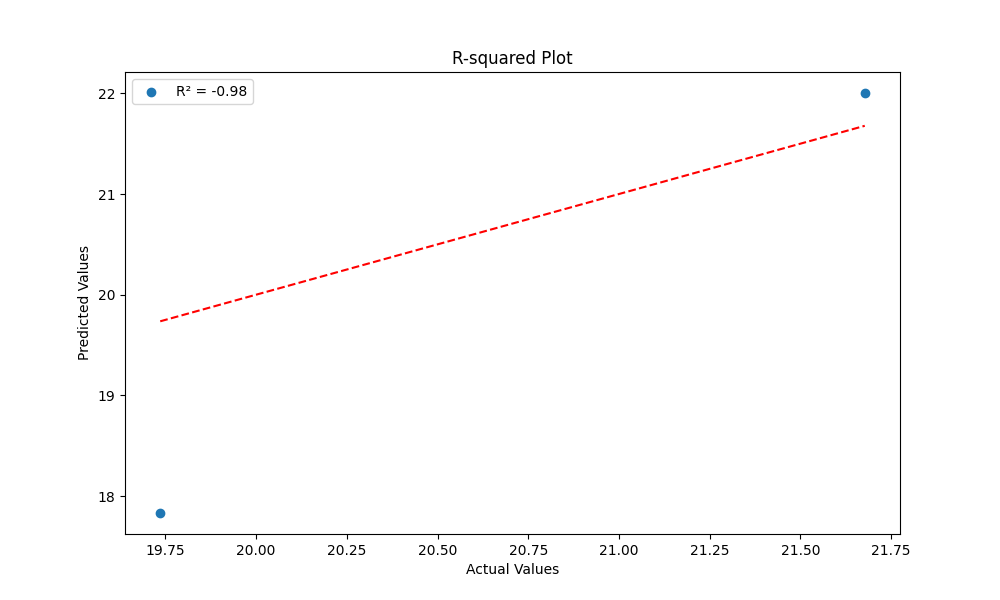 R-squared Plot
R² = -0.98
22
21
20
19
18
Predicted Values
19.75 20.00 20.25 20.50 20.75 21.00 21.25 21.50 21.75
Actual Values